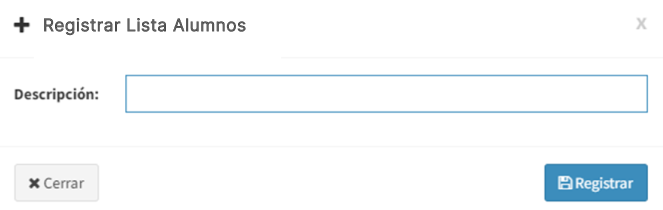 Registrar Lista Alumnos x
Descripción:
Cerrar Registrar